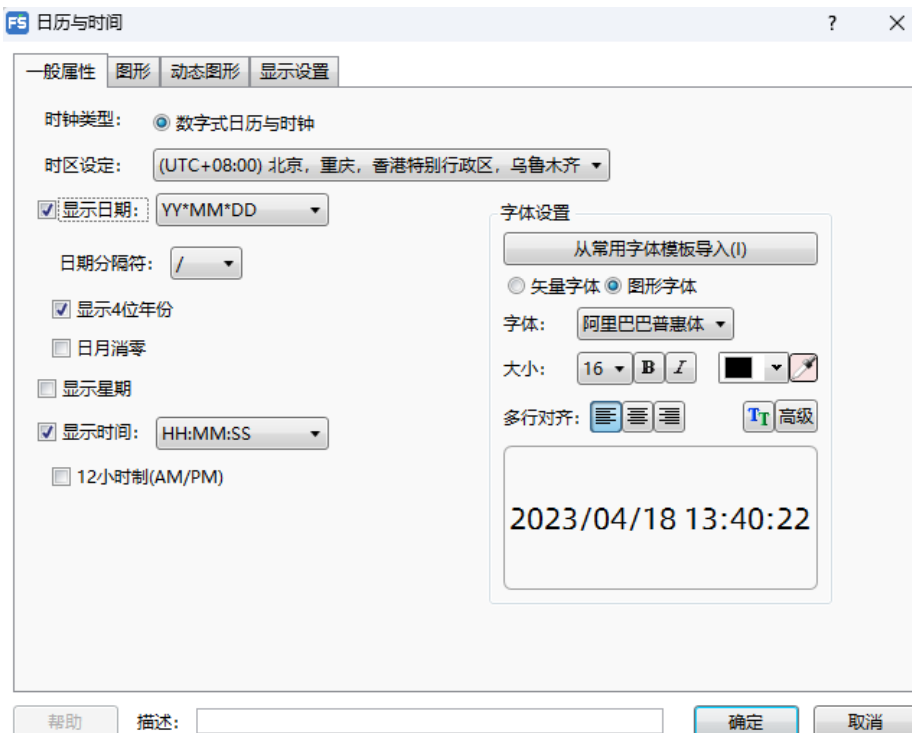 FS 日历与时间 ? ×
一般属性 图形 动态图形 显示设置
时钟类型: 数字式日历与时钟
时区设定: (UTC+08:00) 北京，重庆，香港特别行政区，乌鲁木齐
显示日期: YY*MM*DD
日期分隔符: /
显示4位年份
日月消零
显示星期
显示时间: HH:MM:SS
12小时制(AM/PM)
字体设置
从常用字体模板导入(I)
矢量字体 图形字体
字体: 阿里巴巴普惠体
大小: 16 B I
多行对齐: TT 高级
2023/04/18 13:40:22
帮助 描述: 确定 取消